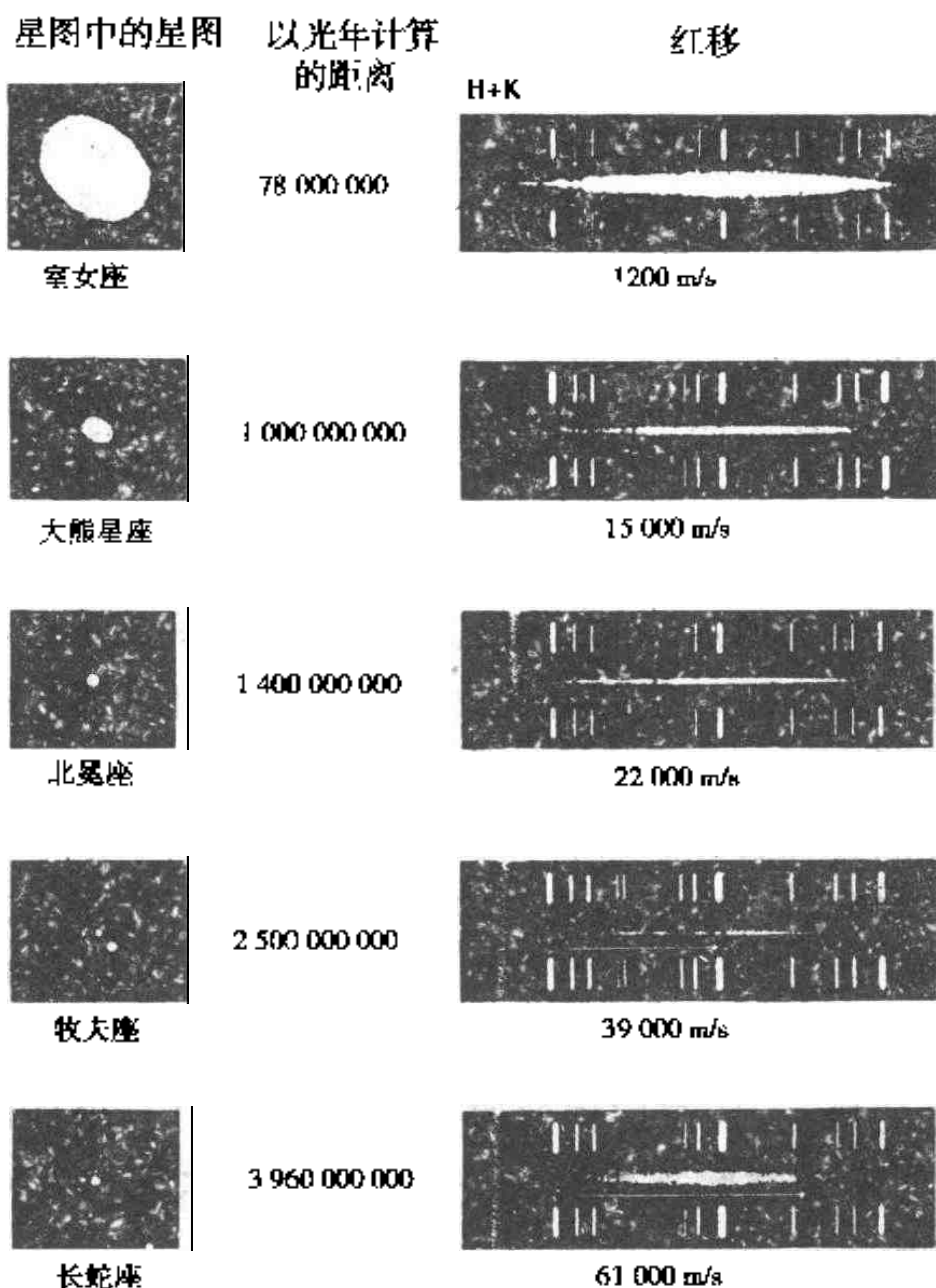 星图中的星图
以光年计算
的距离
红移
H+K
78 000 000
室女座
1200 m/s
1 000 000 000
大熊星座
15 000 m/s
1 400 000 000
北冕座
22 000 m/s
2 500 000 000
牧夫座
39 000 m/s
3 960 000 000
长蛇座
61 000 m/s